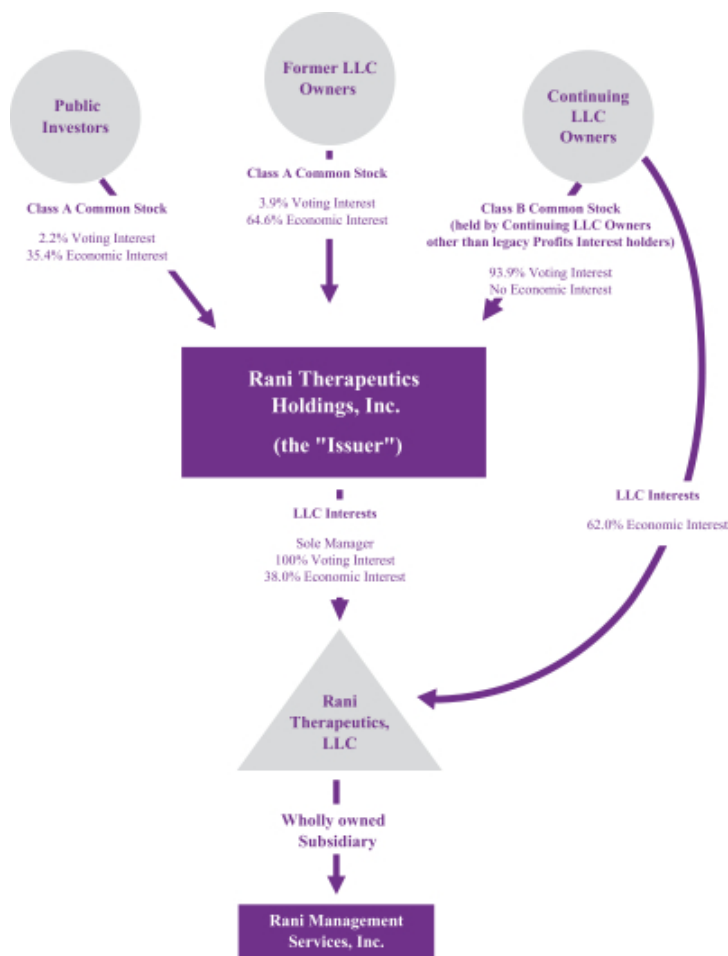 Public
Investors
Former LLC
Owners
Continuing
LLC
Owners
Class A Common Stock
2.2% Voting Interest
35.4% Economic Interest
Class A Common Stock
3.9% Voting Interest
64.6% Economic Interest
Class B Common Stock
(held by Continuing LLC Owners
other than legacy Profits Interest holders)
93.9% Voting Interest
No Economic Interest
Rani Therapeutics
Holdings, Inc.
(the "Issuer")
LLC Interests
Sole Manager
100% Voting Interest
38.0% Economic Interest
LLC Interests
62.0% Economic Interest
Rani
Therapeutics,
LLC
Wholly owned
Subsidiary
Rani Management
Services, Inc.